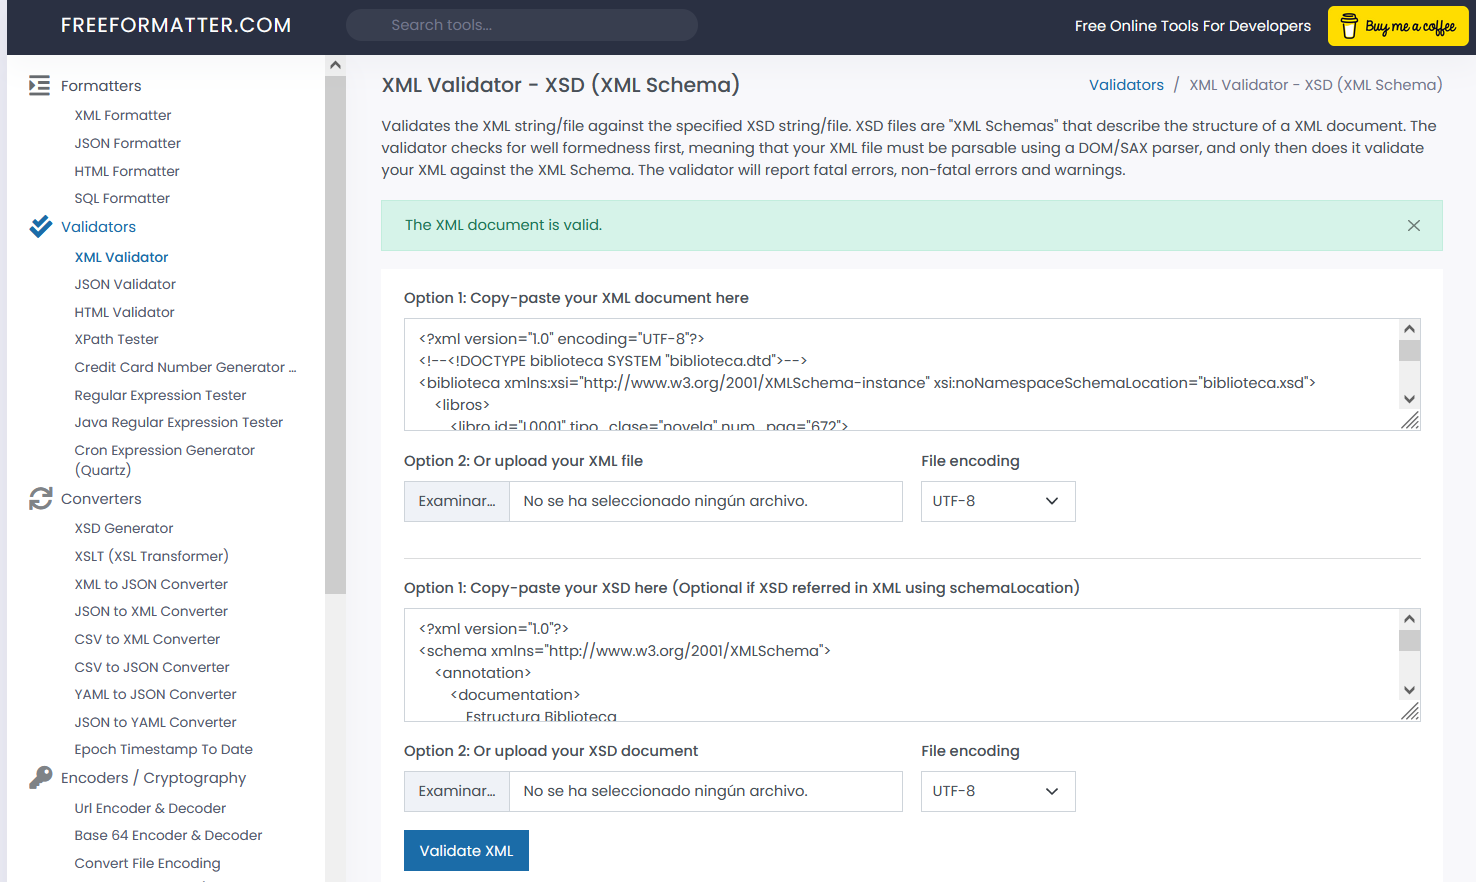 FREEFORMATTER.COM
Search tools...
Free Online Tools For Developers
Buy me a coffee
Formatters
XML Formatter
JSON Formatter
HTML Formatter
SQL Formatter
Validators
XML Validator
JSON Validator
HTML Validator
XPath Tester
Credit Card Number Generator ...
Regular Expression Tester
Java Regular Expression Tester
Cron Expression Generator
(Quartz)
Converters
XSD Generator
XSLT (XSL Transformer)
XML to JSON Converter
JSON to XML Converter
CSV to XML Converter
CSV to JSON Converter
YAML to JSON Converter
JSON to YAML Converter
Epoch Timestamp To Date
Encoders / Cryptography
Url Encoder & Decoder
Base 64 Encoder & Decoder
Convert File Encoding
XML Validator - XSD (XML Schema)
Validators / XML Validator - XSD (XML Schema)
Validates the XML string/file against the specified XSD string/file. XSD files are "XML Schemas" that describe the structure of a XML document. The
validator checks for well formedness first, meaning that your XML file must be parsable using a DOM/SAX parser, and only then does it validate
your XML against the XML Schema. The validator will report fatal errors, non-fatal errors and warnings.
The XML document is valid.
Option 1: Copy-paste your XML document here
<?xml version="1.0" encoding="UTF-8"?>
<!--<!DOCTYPE biblioteca SYSTEM "biblioteca.dtd">-->
<biblioteca xmlns:xsi="http://www.w3.org/2001/XMLSchema-instance" xsi:noNamespaceSchemaLocation="biblioteca.xsd">
<libros>
<libro id="L0001" tipo_clase="novela" num_pag="672">
Option 2: Or upload your XML file
File encoding
Examinar... No se ha seleccionado ningún archivo.
UTF-8
Option 1: Copy-paste your XSD here (Optional if XSD referred in XML using schemaLocation)
<?xml version="1.0"?>
<schema xmlns="http://www.w3.org/2001/XMLSchema">
<annotation>
<documentation>
Estructura Biblioteca
Option 2: Or upload your XSD document
File encoding
Examinar... No se ha seleccionado ningún archivo.
UTF-8
Validate XML